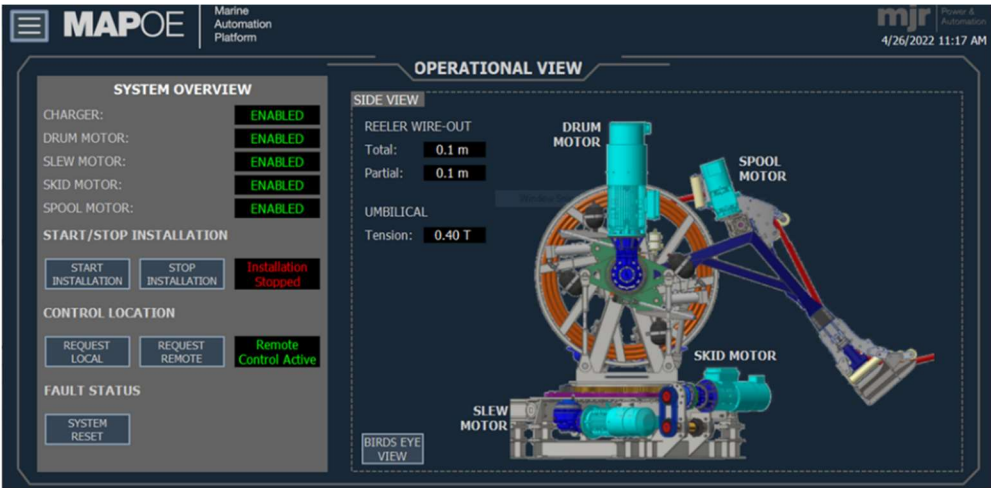 MAPOE
Marine
Automation
Platform
mjr
Power &
Automation
4/26/2022 11:17 AM
OPERATIONAL VIEW
SYSTEM OVERVIEW
CHARGER: ENABLED
DRUM MOTOR: ENABLED
SLEW MOTOR: ENABLED
SKID MOTOR: ENABLED
SPOOL MOTOR: ENABLED
START/STOP INSTALLATION
START
INSTALLATION
STOP
INSTALLATION
Installation
Stopped
CONTROL LOCATION
REQUEST
LOCAL
REQUEST
REMOTE
Remote
Control Active
FAULT STATUS
SYSTEM
RESET
SIDE VIEW
REELER WIRE-OUT
Total: 0.1 m
Partial: 0.1 m
UMBILICAL
Tension: 0.40 T
DRUM
MOTOR
SPOOL
MOTOR
SKID MOTOR
SLEW
MOTOR
BIRDS EYE
VIEW